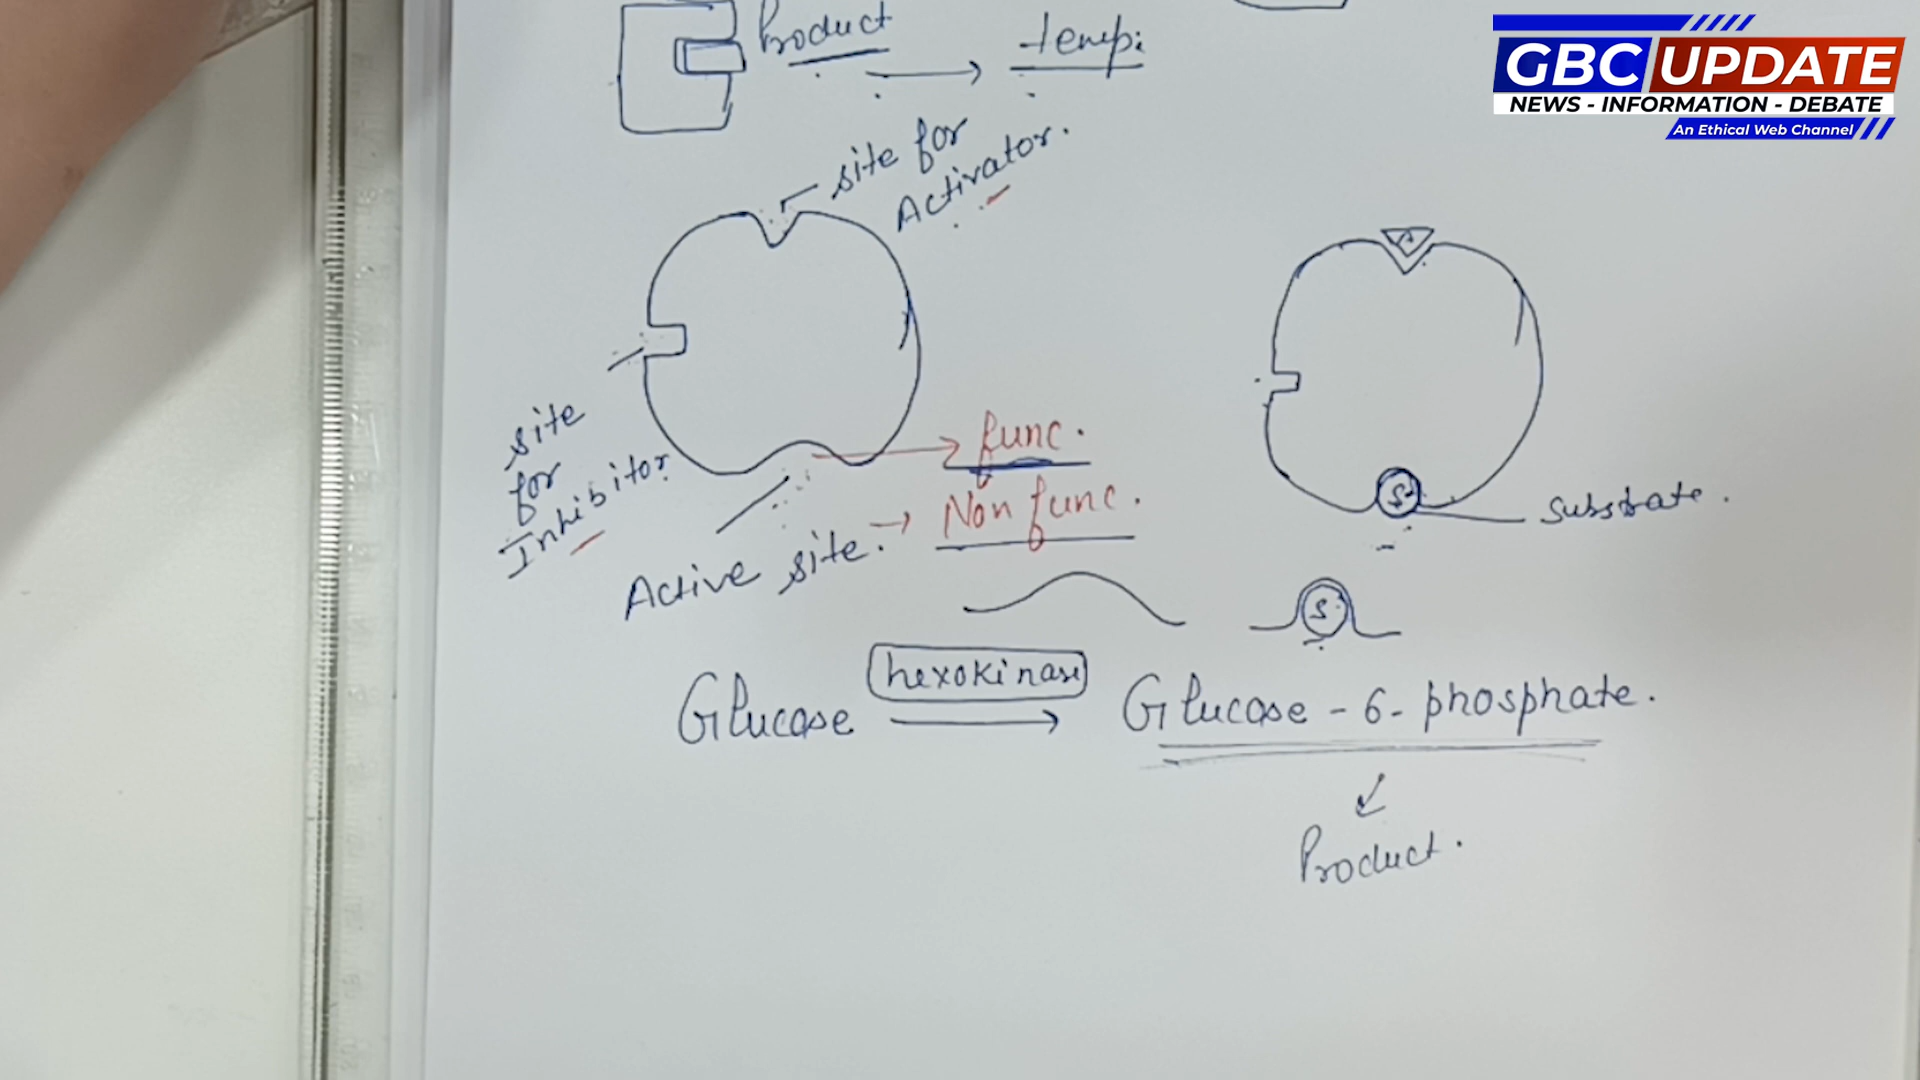 Product → temp:
GBC UPDATE
NEWS - INFORMATION - DEBATE
An Ethical Web Channel
site for
Activator.
site
for
Inhibitor.
func.
Active site. → Non func.
S
Substrate.
S
Glucose hexokinase → Glucose - 6 - phosphate.
Product.